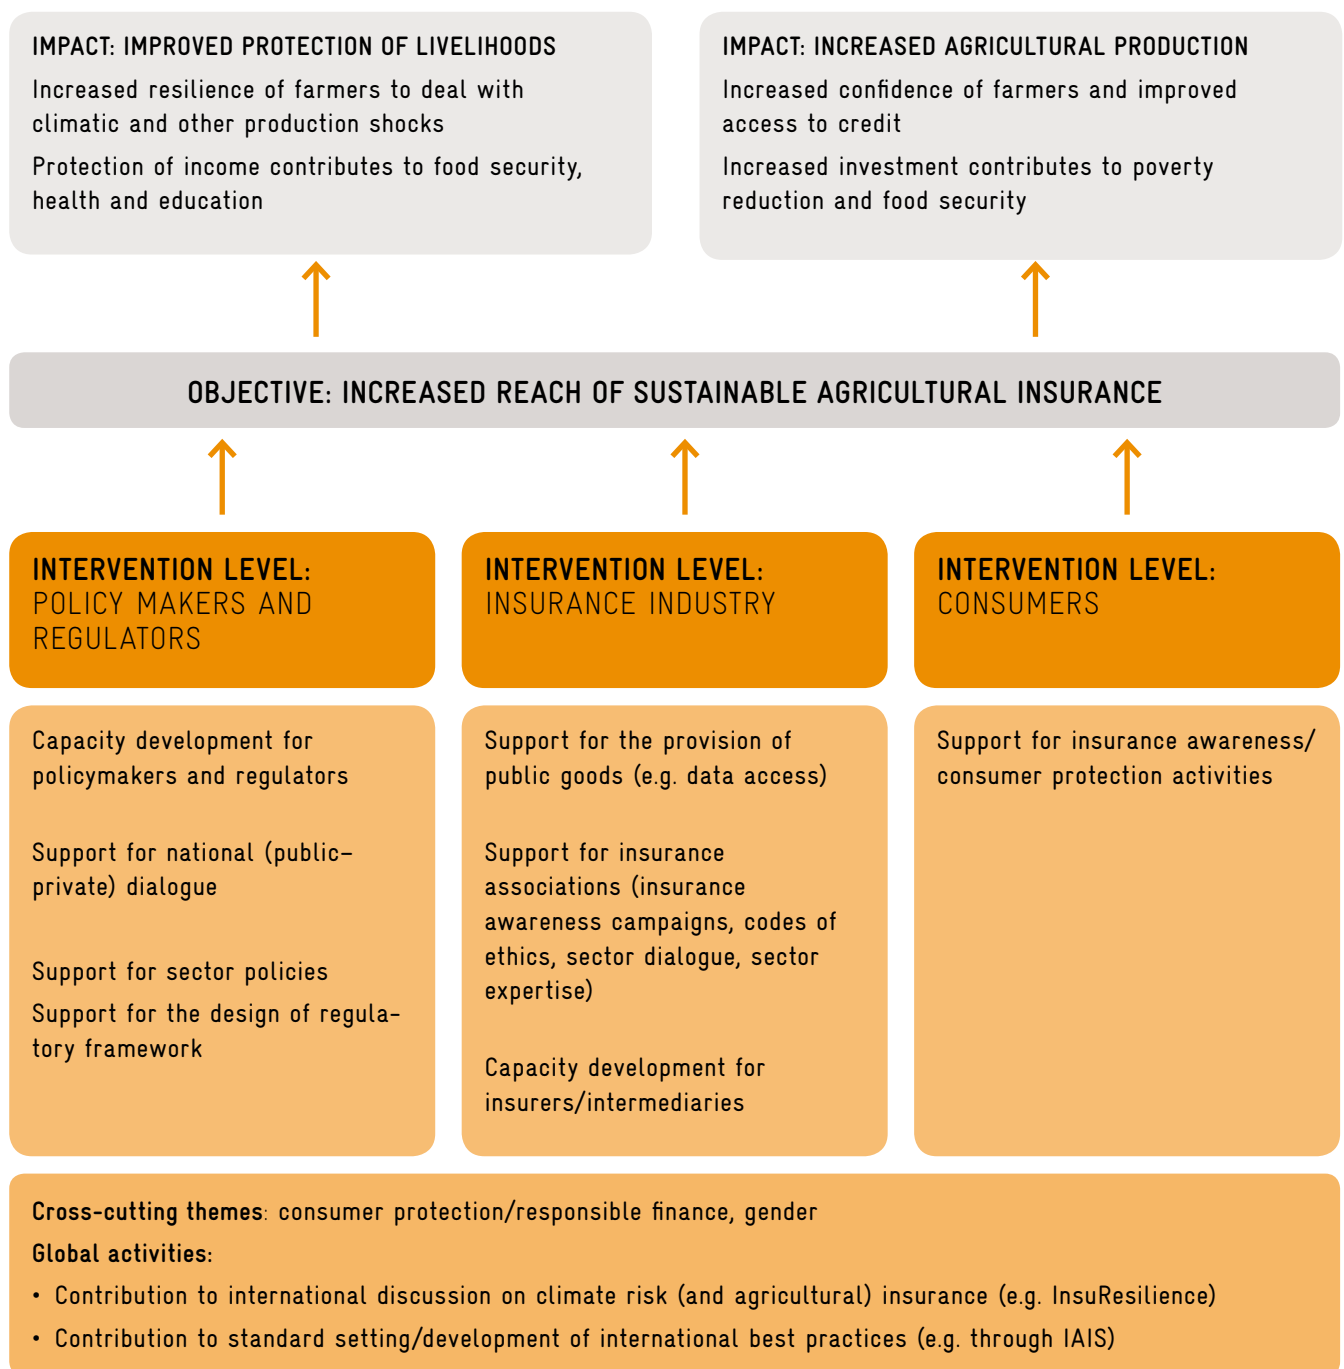 IMPACT: IMPROVED PROTECTION OF LIVELIHOODS
Increased resilience of farmers to deal with
climatic and other production shocks
Protection of income contributes to food security,
health and education
IMPACT: INCREASED AGRICULTURAL PRODUCTION
Increased confidence of farmers and improved
access to credit
Increased investment contributes to poverty
reduction and food security
OBJECTIVE: INCREASED REACH OF SUSTAINABLE AGRICULTURAL INSURANCE
INTERVENTION LEVEL:
POLICY MAKERS AND
REGULATORS
Capacity development for
policymakers and regulators
Support for national (public–
private) dialogue
Support for sector policies
Support for the design of regula-
tory framework
INTERVENTION LEVEL:
INSURANCE INDUSTRY
Support for the provision of
public goods (e.g. data access)
Support for insurance
associations (insurance
awareness campaigns, codes of
ethics, sector dialogue, sector
expertise)
Capacity development for
insurers/intermediaries
INTERVENTION LEVEL:
CONSUMERS
Support for insurance awareness/
consumer protection activities
Cross-cutting themes: consumer protection/responsible finance, gender
Global activities:
• Contribution to international discussion on climate risk (and agricultural) insurance (e.g. InsuResilience)
• Contribution to standard setting/development of international best practices (e.g. through IAIS)